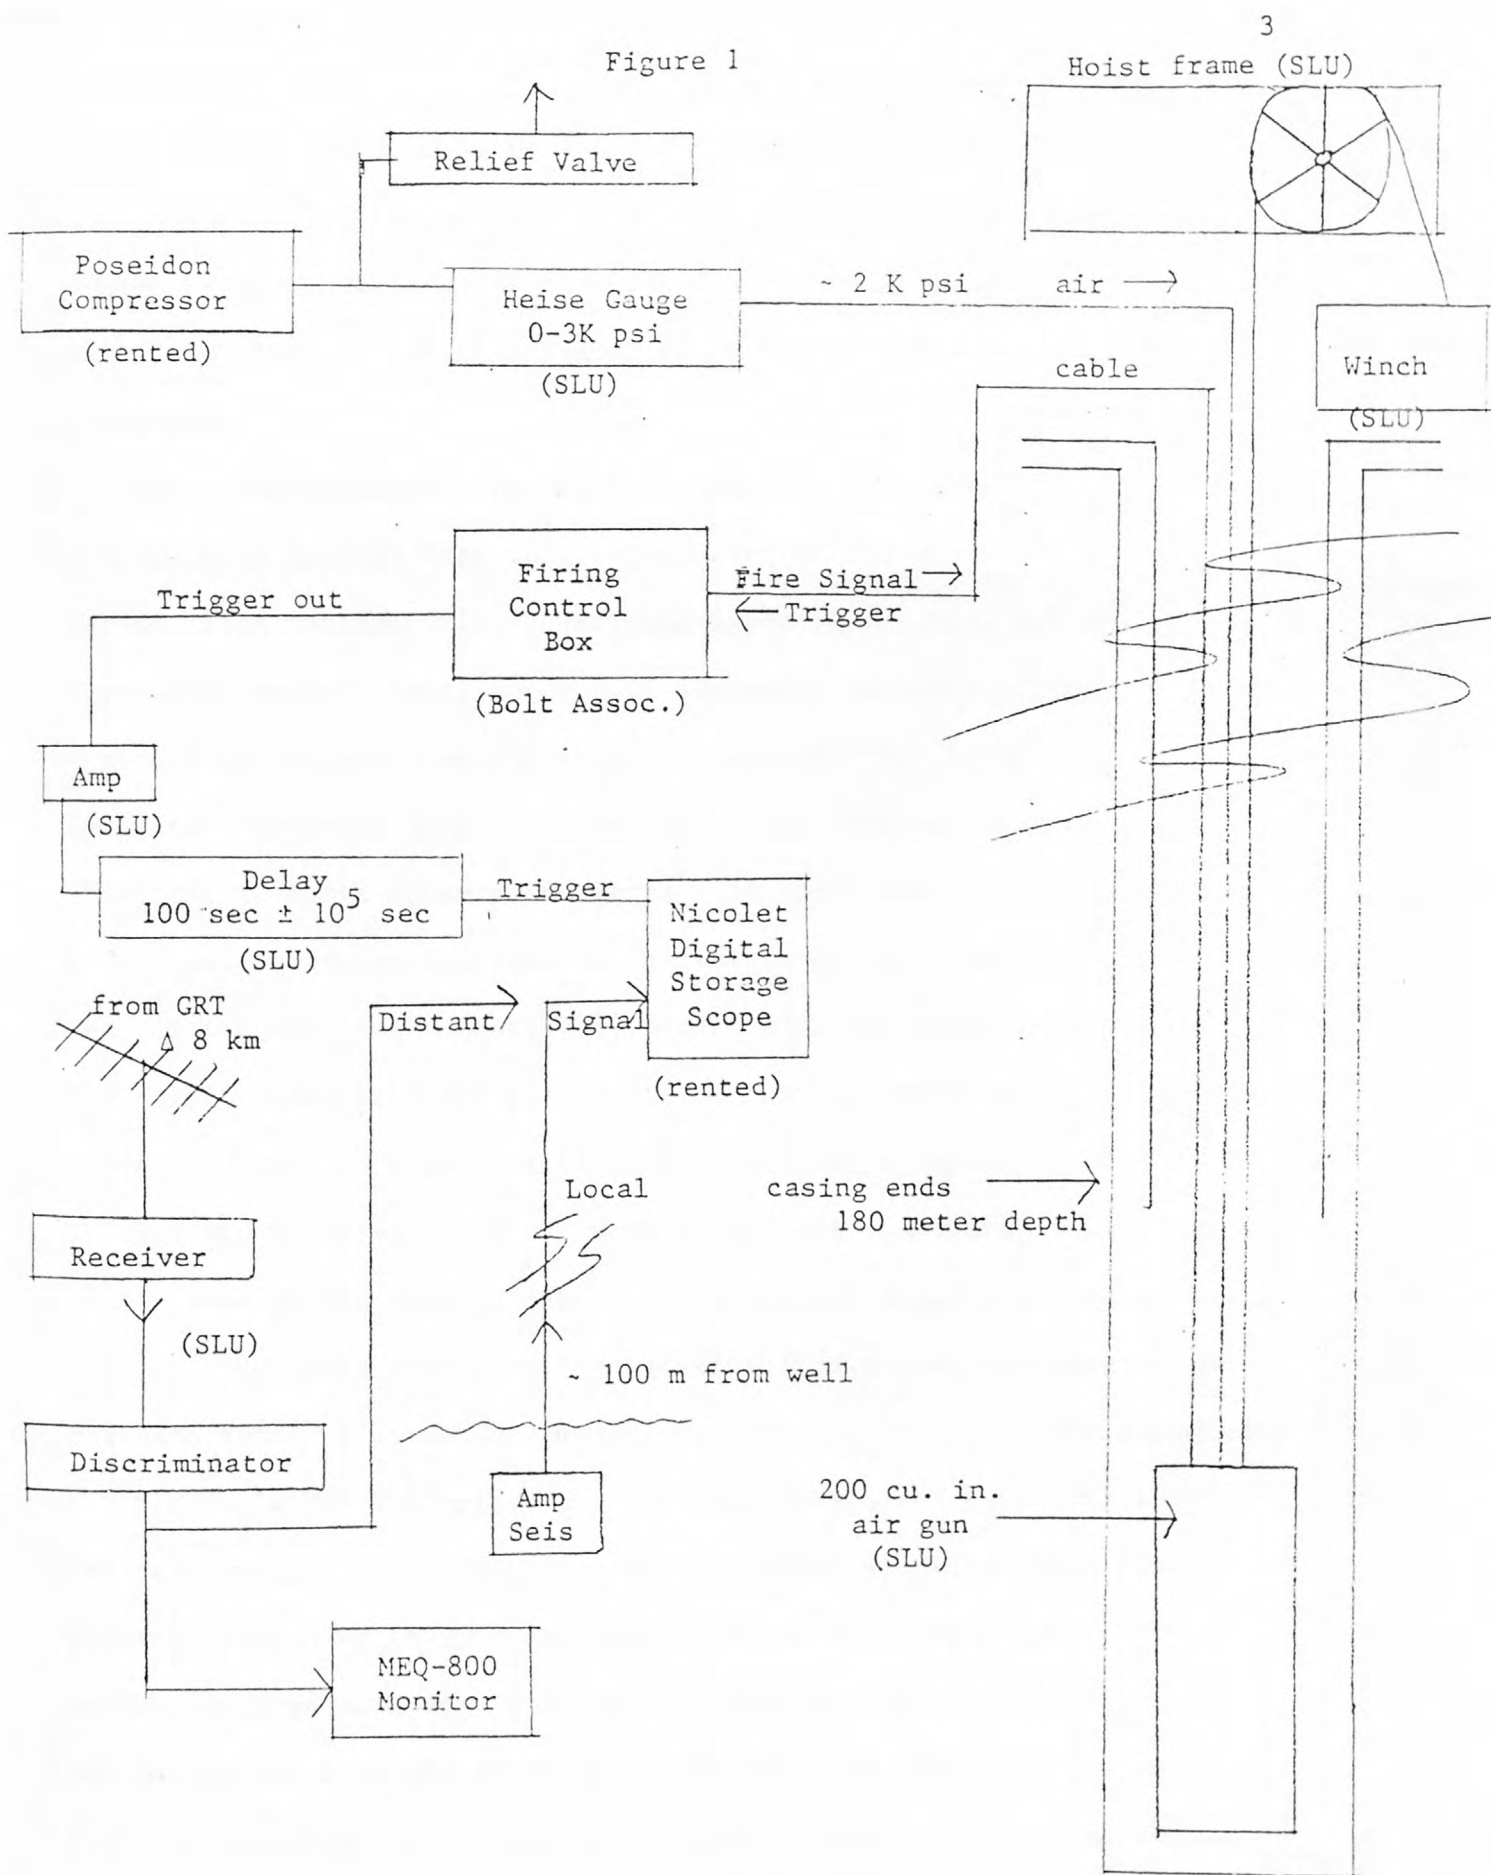 3
Figure 1
Hoist frame (SLU)
Relief Valve
Poseidon
Compressor
(rented)
Heise Gauge
0-3K psi
(SLU)
~ 2 K psi air
cable
Winch
(SLU)
Firing
Control
Box
(Bolt Assoc.)
Fire Signal
Trigger
Trigger out
Amp
(SLU)
Delay
100 sec ± 10⁵ sec
(SLU)
Trigger
Nicolet
Digital
Storage
Scope
(rented)
from GRT
Δ 8 km
Distant
Signal
Local
casing ends
180 meter depth
Receiver
(SLU)
~ 100 m from well
Discriminator
Amp
Seis
200 cu. in.
air gun
(SLU)
MEQ-800
Monitor